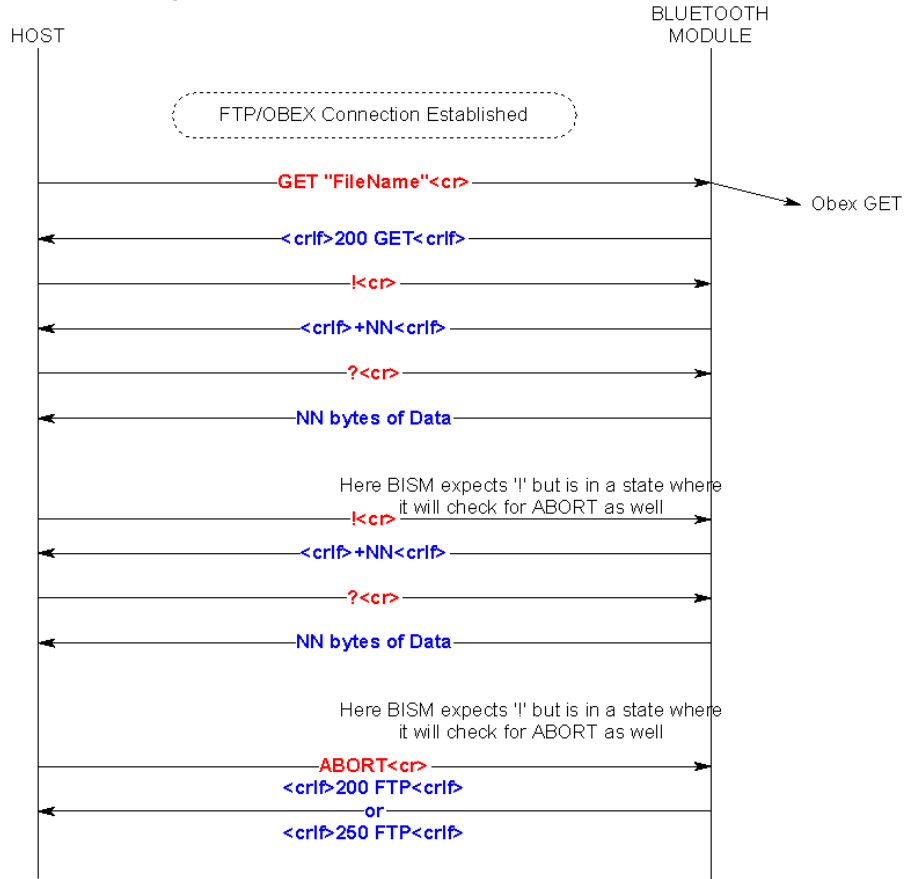 BLUETOOTH
HOST MODULE
FTP/OBEX Connection Established
GET "FileName"<cr>
Obex GET
<crlf>200 GET<crlf>
!<cr>
<crlf>+NN<crlf>
?<cr>
NN bytes of Data
Here BISM expects '!' but is in a state where
it will check for ABORT as well
!<cr>
<crlf>+NN<crlf>
?<cr>
NN bytes of Data
Here BISM expects '!' but is in a state where
it will check for ABORT as well
ABORT<cr>
<crlf>200 FTP<crlf>
or
<crlf>250 FTP<crlf>